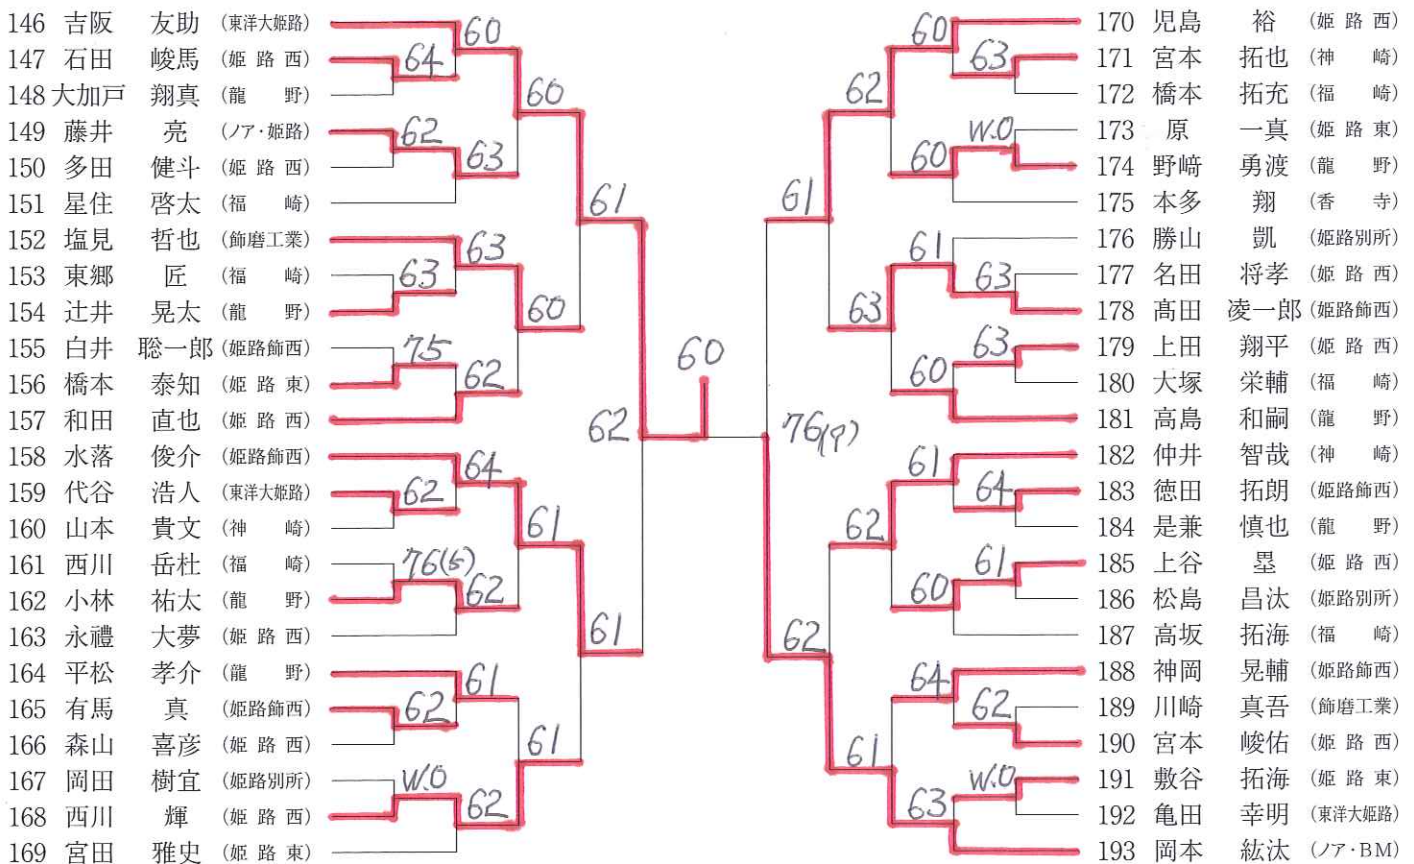 146 吉阪 友助 (東洋大姫路)
147 石田 峻馬 (姫路西)
148 大加戸 翔真 (龍野)
149 藤井 亮 (ノア・姫路)
150 多田 健斗 (姫路西)
151 星住 啓太 (福崎)
152 塩見 哲也 (飾磨工業)
153 東郷 匠 (福崎)
154 辻井 晃太 (龍野)
155 白井 聡一郎 (姫路飾西)
156 橋本 泰知 (姫路東)
157 和田 直也 (姫路西)
158 水落 俊介 (姫路飾西)
159 代谷 浩人 (東洋大姫路)
160 山本 貴文 (神崎)
161 西川 岳杜 (福崎)
162 小林 祐太 (龍野)
163 永禮 大夢 (姫路西)
164 平松 孝介 (龍野)
165 有馬 真 (姫路飾西)
166 森山 喜彦 (姫路西)
167 岡田 樹宜 (姫路別所)
168 西川 輝 (姫路西)
169 宮田 雅史 (姫路東)
64
62
63
75
62
76(5)
62
W.O
60
63
63
62
64
62
61
62
60
60
61
61
61
61
62
60
76(9)
61
62
62
63
62
61
60
60
61
60
61
60
64
63
63
W.O
63
63
64
61
62
W.O
170 児島 裕 (姫路西)
171 宮本 拓也 (神崎)
172 橋本 拓充 (福崎)
173 原 一真 (姫路東)
174 野﨑 勇渡 (龍野)
175 本多 翔 (香寺)
176 勝山 凱 (姫路別所)
177 名田 将孝 (姫路西)
178 髙田 凌一郎 (姫路飾西)
179 上田 翔平 (姫路西)
180 大塚 栄輔 (福崎)
181 高島 和嗣 (龍野)
182 仲井 智哉 (神崎)
183 徳田 拓朗 (姫路飾西)
184 是兼 慎也 (龍野)
185 上谷 塁 (姫路西)
186 松島 昌汰 (姫路別所)
187 高坂 拓海 (福崎)
188 神岡 晃輔 (姫路飾西)
189 川崎 真吾 (飾磨工業)
190 宮本 峻佑 (姫路西)
191 敷谷 拓海 (姫路東)
192 亀田 幸明 (東洋大姫路)
193 岡本 紘汰 (ノア・BM)